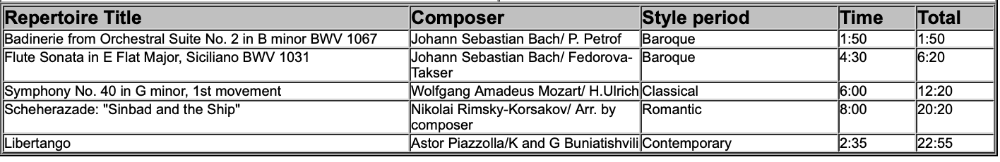 Repertoire Title Composer Style period Time Total
Badinerie from Orchestral Suite No. 2 in B minor BWV 1067 Johann Sebastian Bach/ P. Petrof Baroque 1:50 1:50
Flute Sonata in E Flat Major, Siciliano BWV 1031 Johann Sebastian Bach/ Fedorova- Baroque 4:30 6:20
Takser
Symphony No. 40 in G minor, 1st movement Wolfgang Amadeus Mozart/ H.Ulrich Classical 6:00 12:20
Scheherazade: "Sinbad and the Ship" Nikolai Rimsky-Korsakov/ Arr. by Romantic 8:00 20:20
composer
Libertango Astor Piazzolla/K and G Buniatishvili Contemporary 2:35 22:55